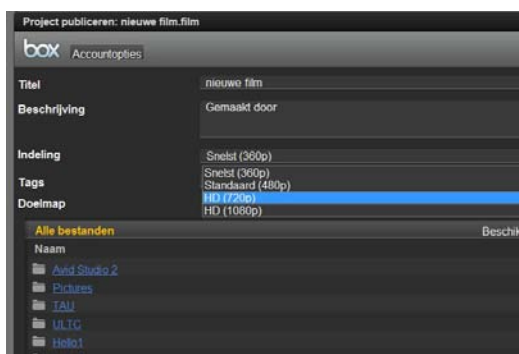 Project publiceren: nieuwe film.film
box Accountopties
Titel nieuwe film
Beschrijving Gemaakt door
Indeling Snelst (360p)
Snelst (360p)
Tags Standaard (480p)
HD (720p)
Doelmap HD (1080p)
Alle bestanden Beschik
Naam
Avid Studio 2
Pictures
TAU
ULTC
Hello1